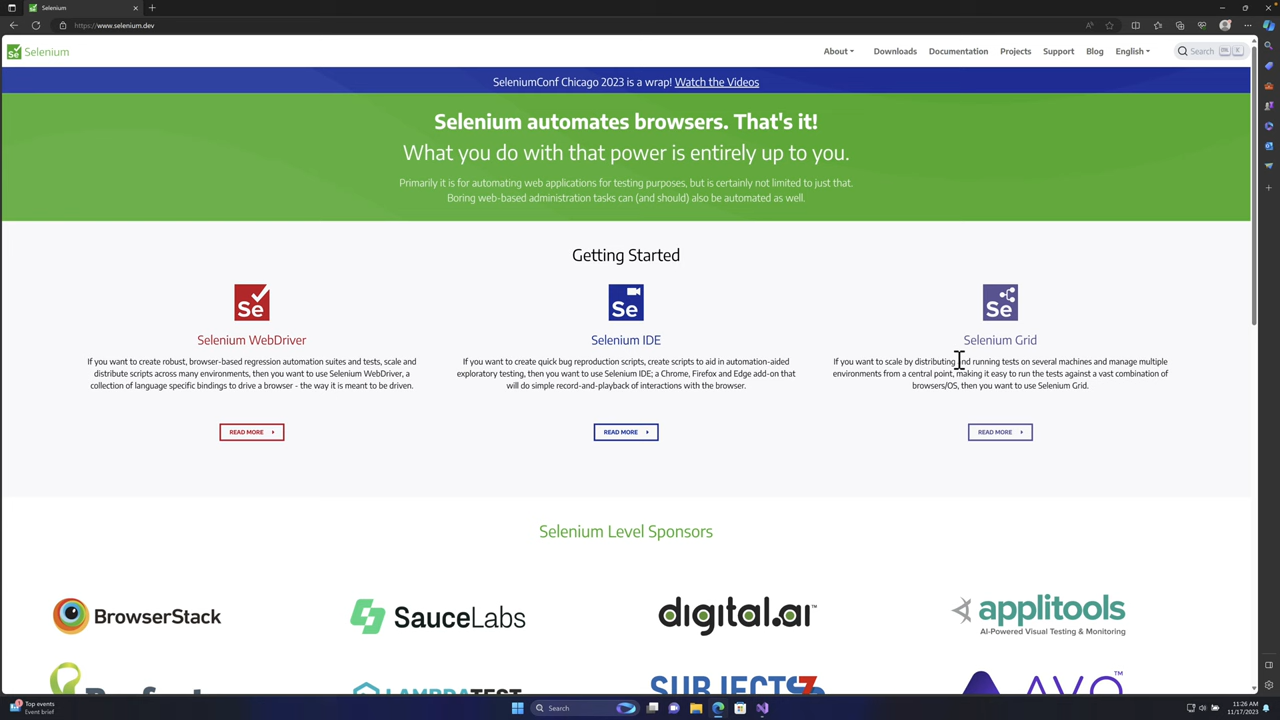 Selenium
https://www.selenium.dev
Se Selenium
About
Downloads
Documentation
Projects
Support
Blog
English
Search
SeleniumConf Chicago 2023 is a wrap! Watch the Videos
Selenium automates browsers. That's it!
What you do with that power is entirely up to you.
Primarily it is for automating web applications for testing purposes, but is certainly not limited to just that.
Boring web-based administration tasks can (and should) also be automated as well.
Getting Started
Se
Selenium WebDriver
If you want to create robust, browser-based regression automation suites and tests, scale and
distribute scripts across many environments, then you want to use Selenium WebDriver, a
collection of language specific bindings to drive a browser - the way it is meant to be driven.
READ MORE
Se
Selenium IDE
If you want to create quick bug reproduction scripts, create scripts to aid in automation-aided
exploratory testing, then you want to use Selenium IDE; a Chrome, Firefox and Edge add-on that
will do simple record-and-playback of interactions with the browser.
READ MORE
Se
Selenium Grid
If you want to scale by distributing and running tests on several machines and manage multiple
environments from a central point, making it easy to run the tests against a vast combination of
browsers/OS, then you want to use Selenium Grid.
READ MORE
Selenium Level Sponsors
BrowserStack
SauceLabs
digital.ai™
applitools
AI-Powered Visual Testing & Monitoring
LAMBDATEST
SUBJECT7
AVO™
Top events
Event brief
Search
11:26 AM
11/17/2023